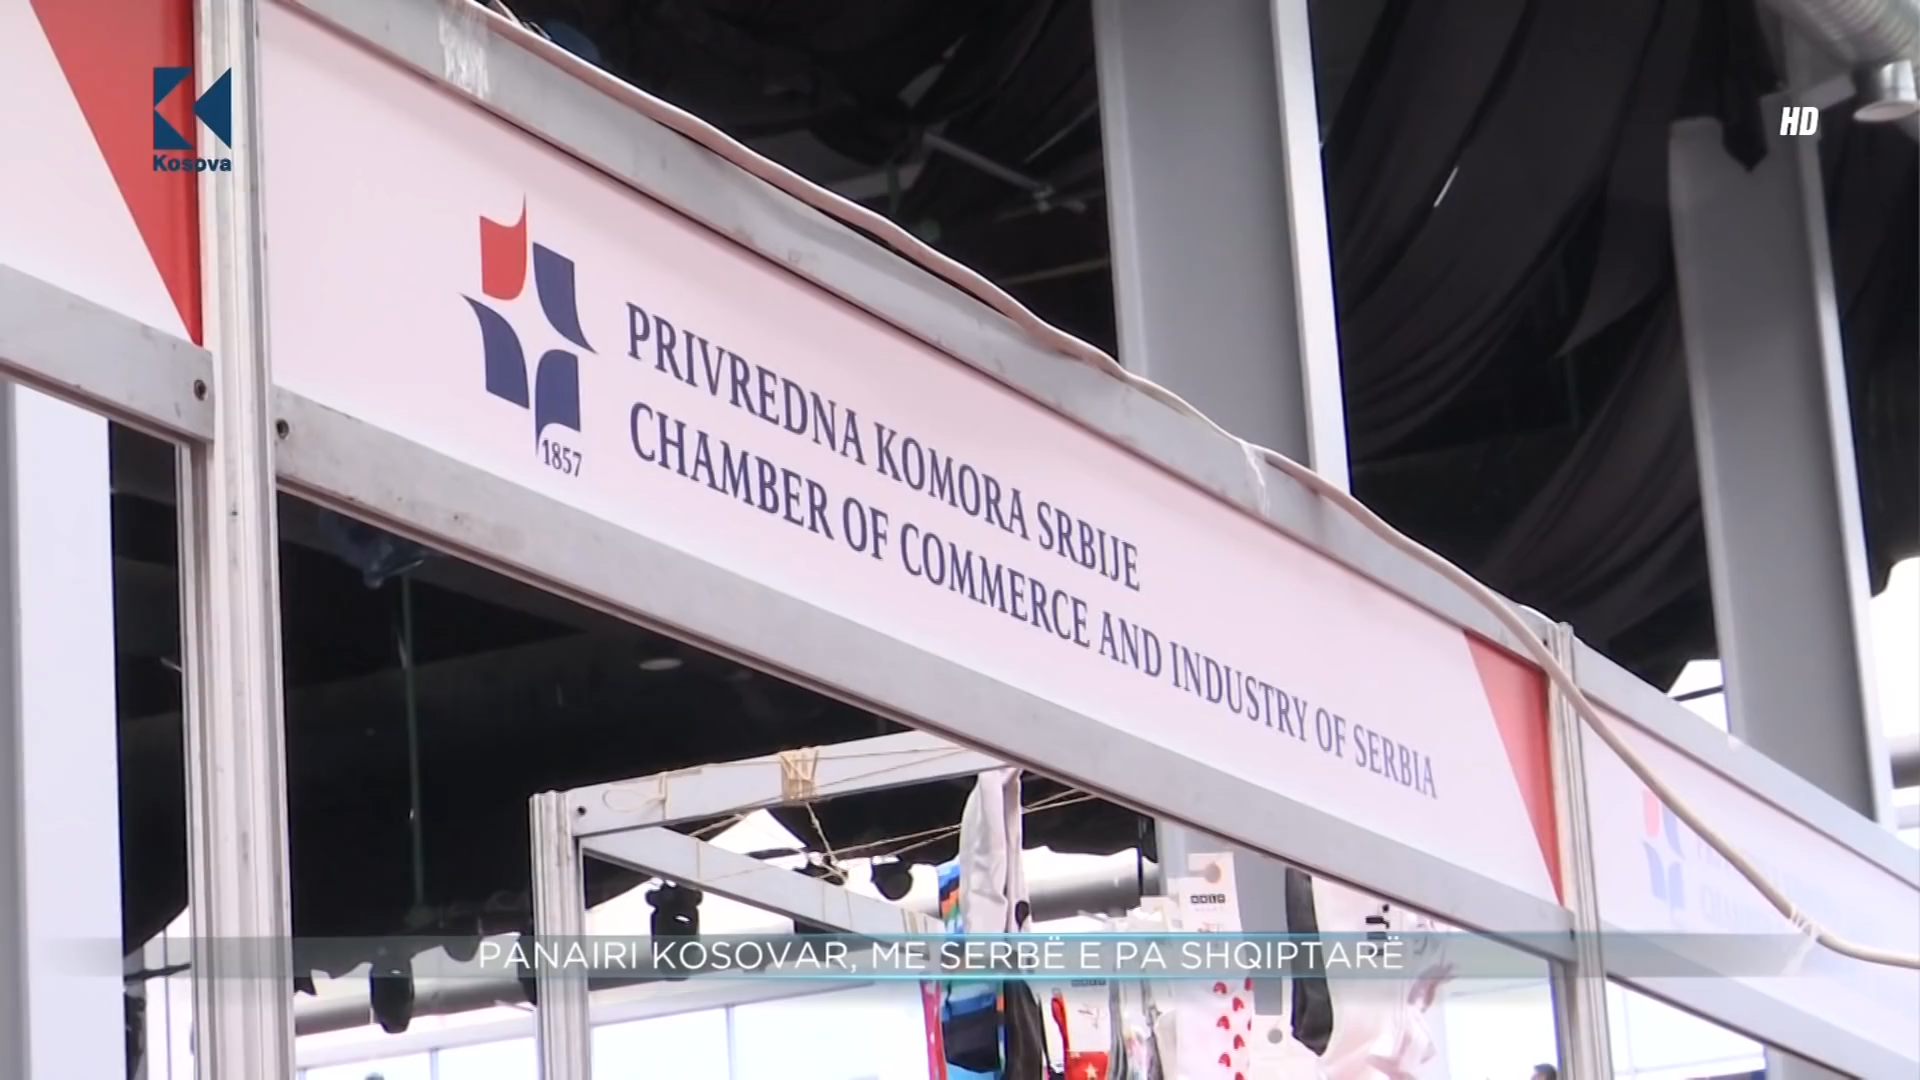 Kosova
HD
1857
PRIVREDNA KOMORA SRBIJE
CHAMBER OF COMMERCE AND INDUSTRY OF SERBIA
PANAIRI KOSOVAR, ME SERBË E PA SHQIPTARË